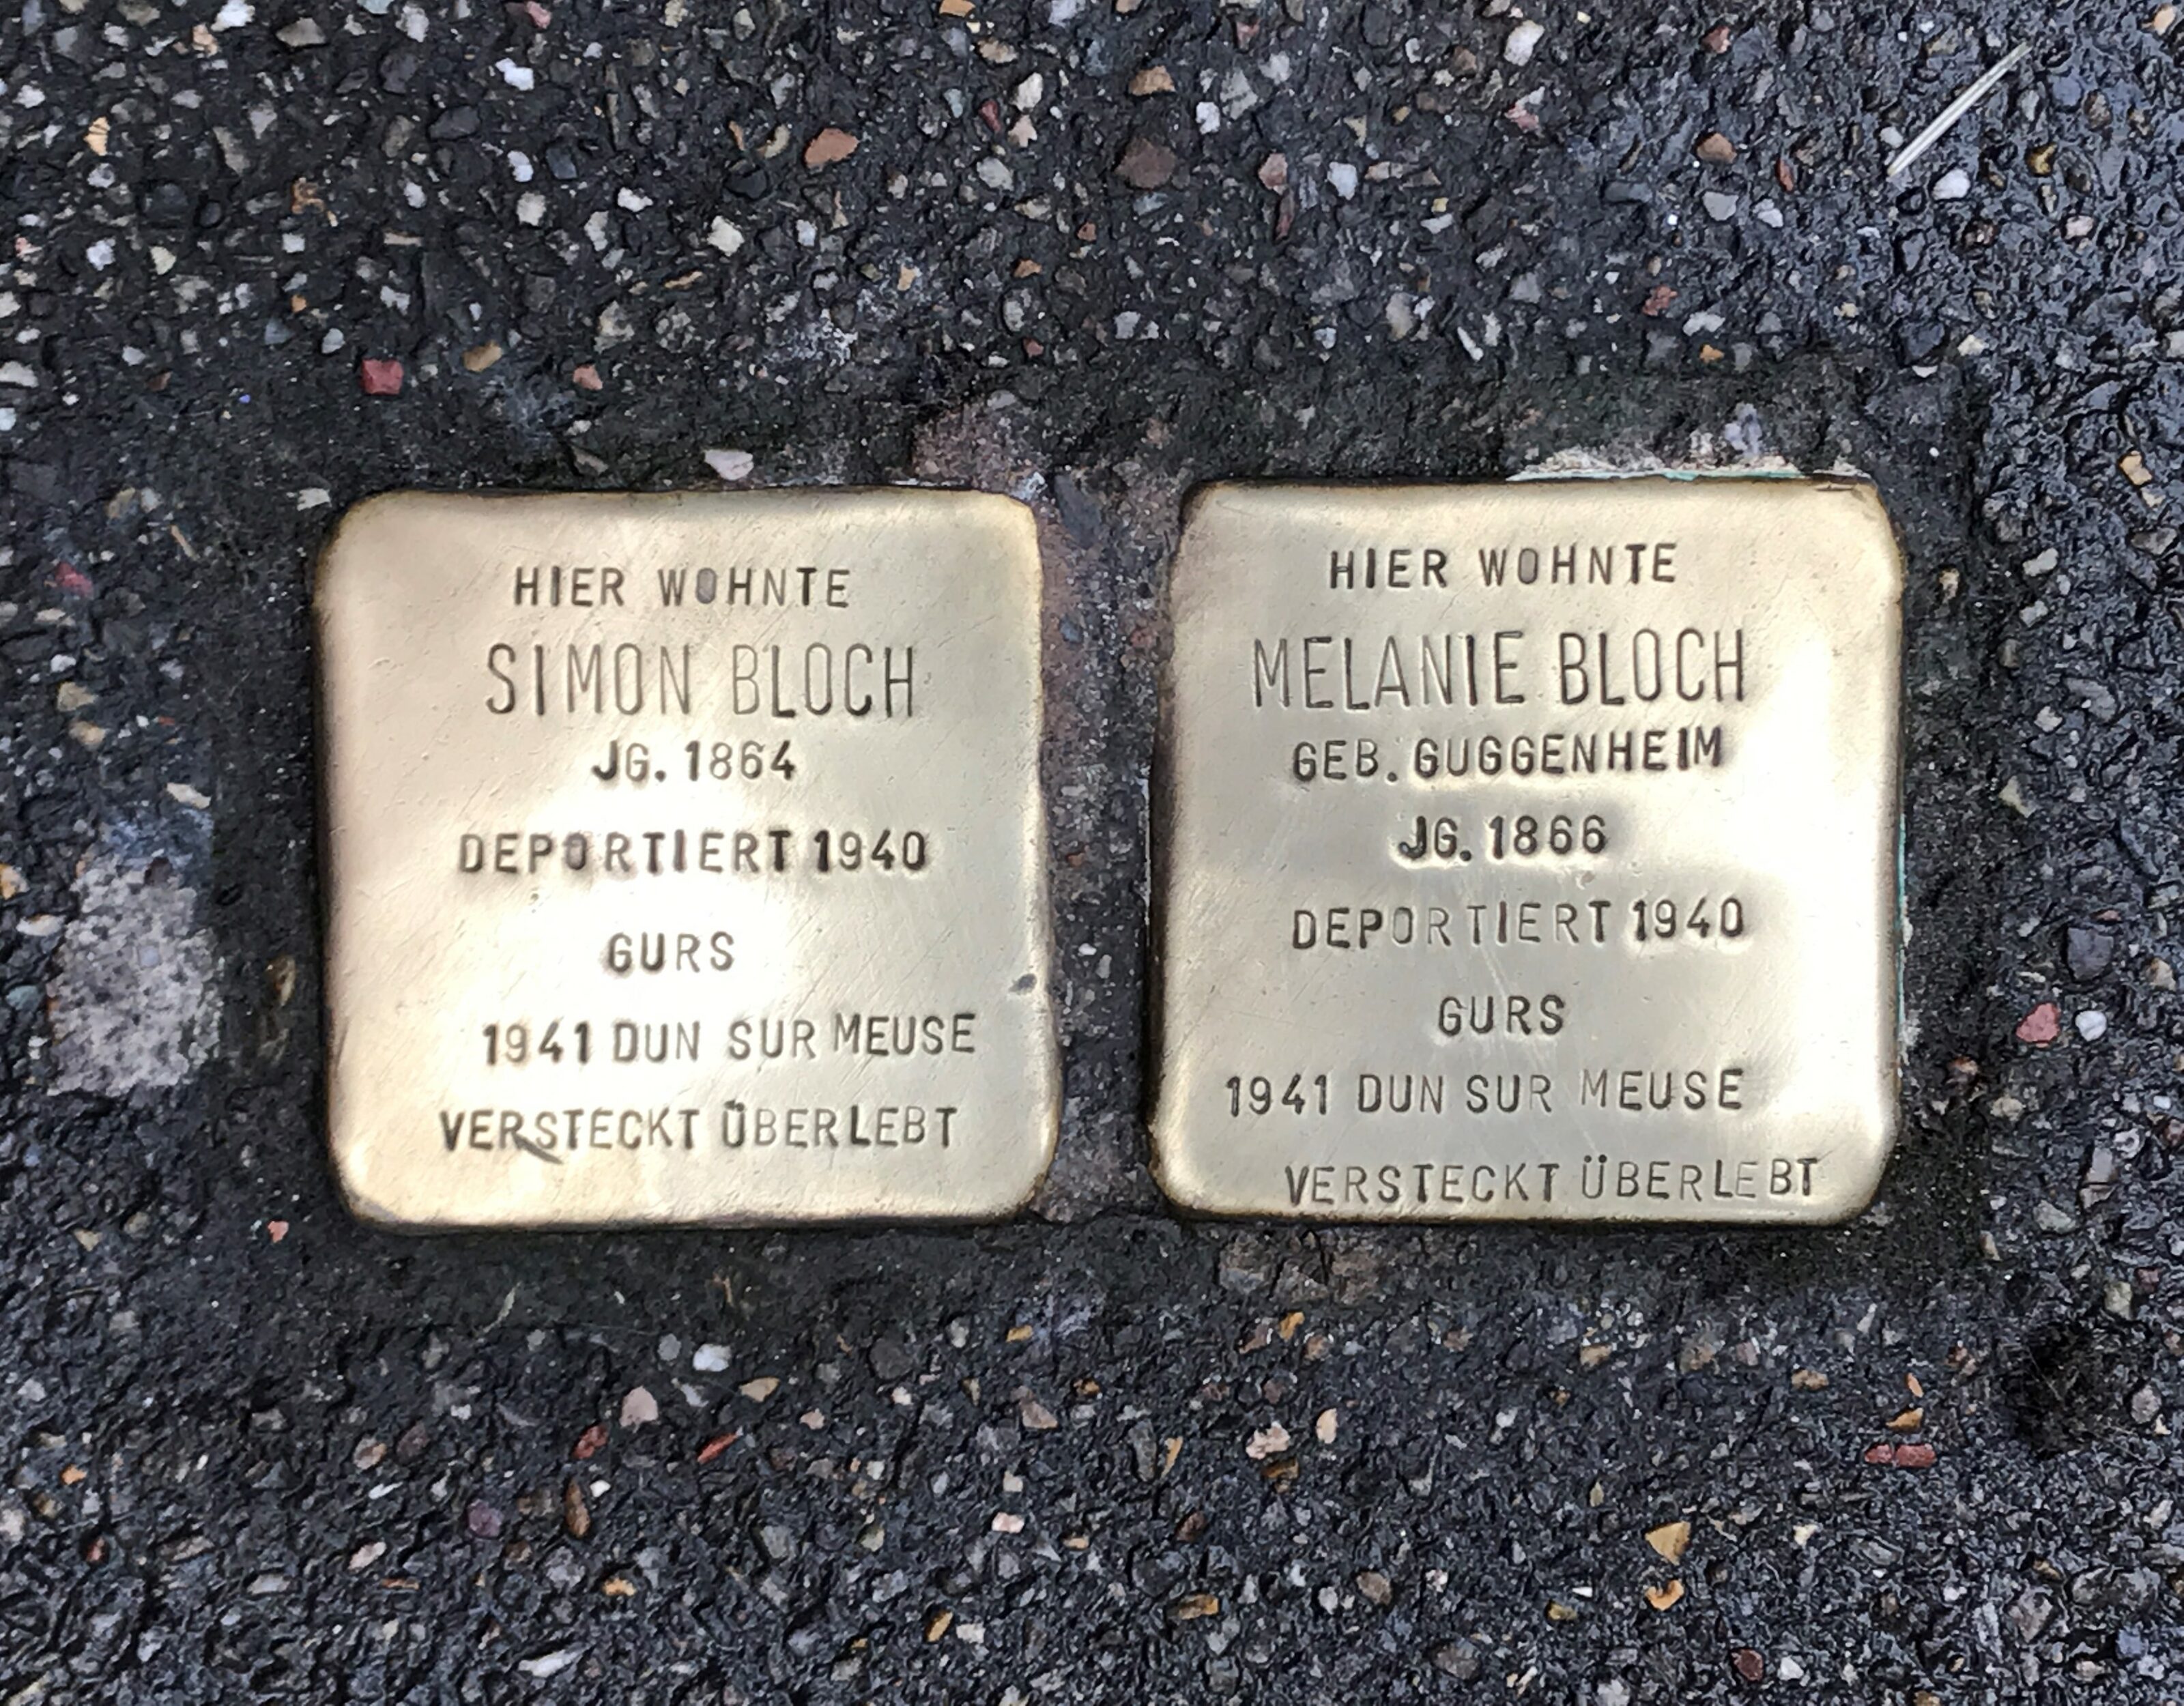 HIER WOHNTE
SIMON BLOCH
JG. 1864
DEPORTIERT 1940
GURS
1941 DUN SUR MEUSE
VERSTECKT ÜBERLEBT
HIER WOHNTE
MELANIE BLOCH
GEB. GUGGENHEIM
JG. 1866
DEPORTIERT 1940
GURS
1941 DUN SUR MEUSE
VERSTECKT ÜBERLEBT